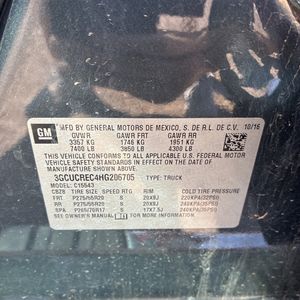 GM
MFD BY GENERAL MOTORS DE MEXICO, S. DE R.L. DE C.V. 10/16
GVWR GAWR FRT GAWR RR
3357 KG 1746 KG 1951 KG
7400 LB 3850 LB 4300 LB
THIS VEHICLE CONFORMS TO ALL APPLICABLE U.S. FEDERAL MOTOR
VEHICLE SAFETY STANDARDS IN EFFECT ON THE DATE OF
MANUFACTURE SHOWN ABOVE.
3GCUCREC4HG206705 TYPE: TRUCK
MODEL: C15543
TIRE SIZE SPEED RTG RIM COLD TIRE PRESSURE
FRT P275/55R20 S 20X9J 220KPA(32PSI)
RR P275/55R20 S 20X9J 240KPA(35PSI)
SPA P265/70R17 S 17X7.5J 240KPA(35PSI)
SEE OWNER'S MANUAL FOR